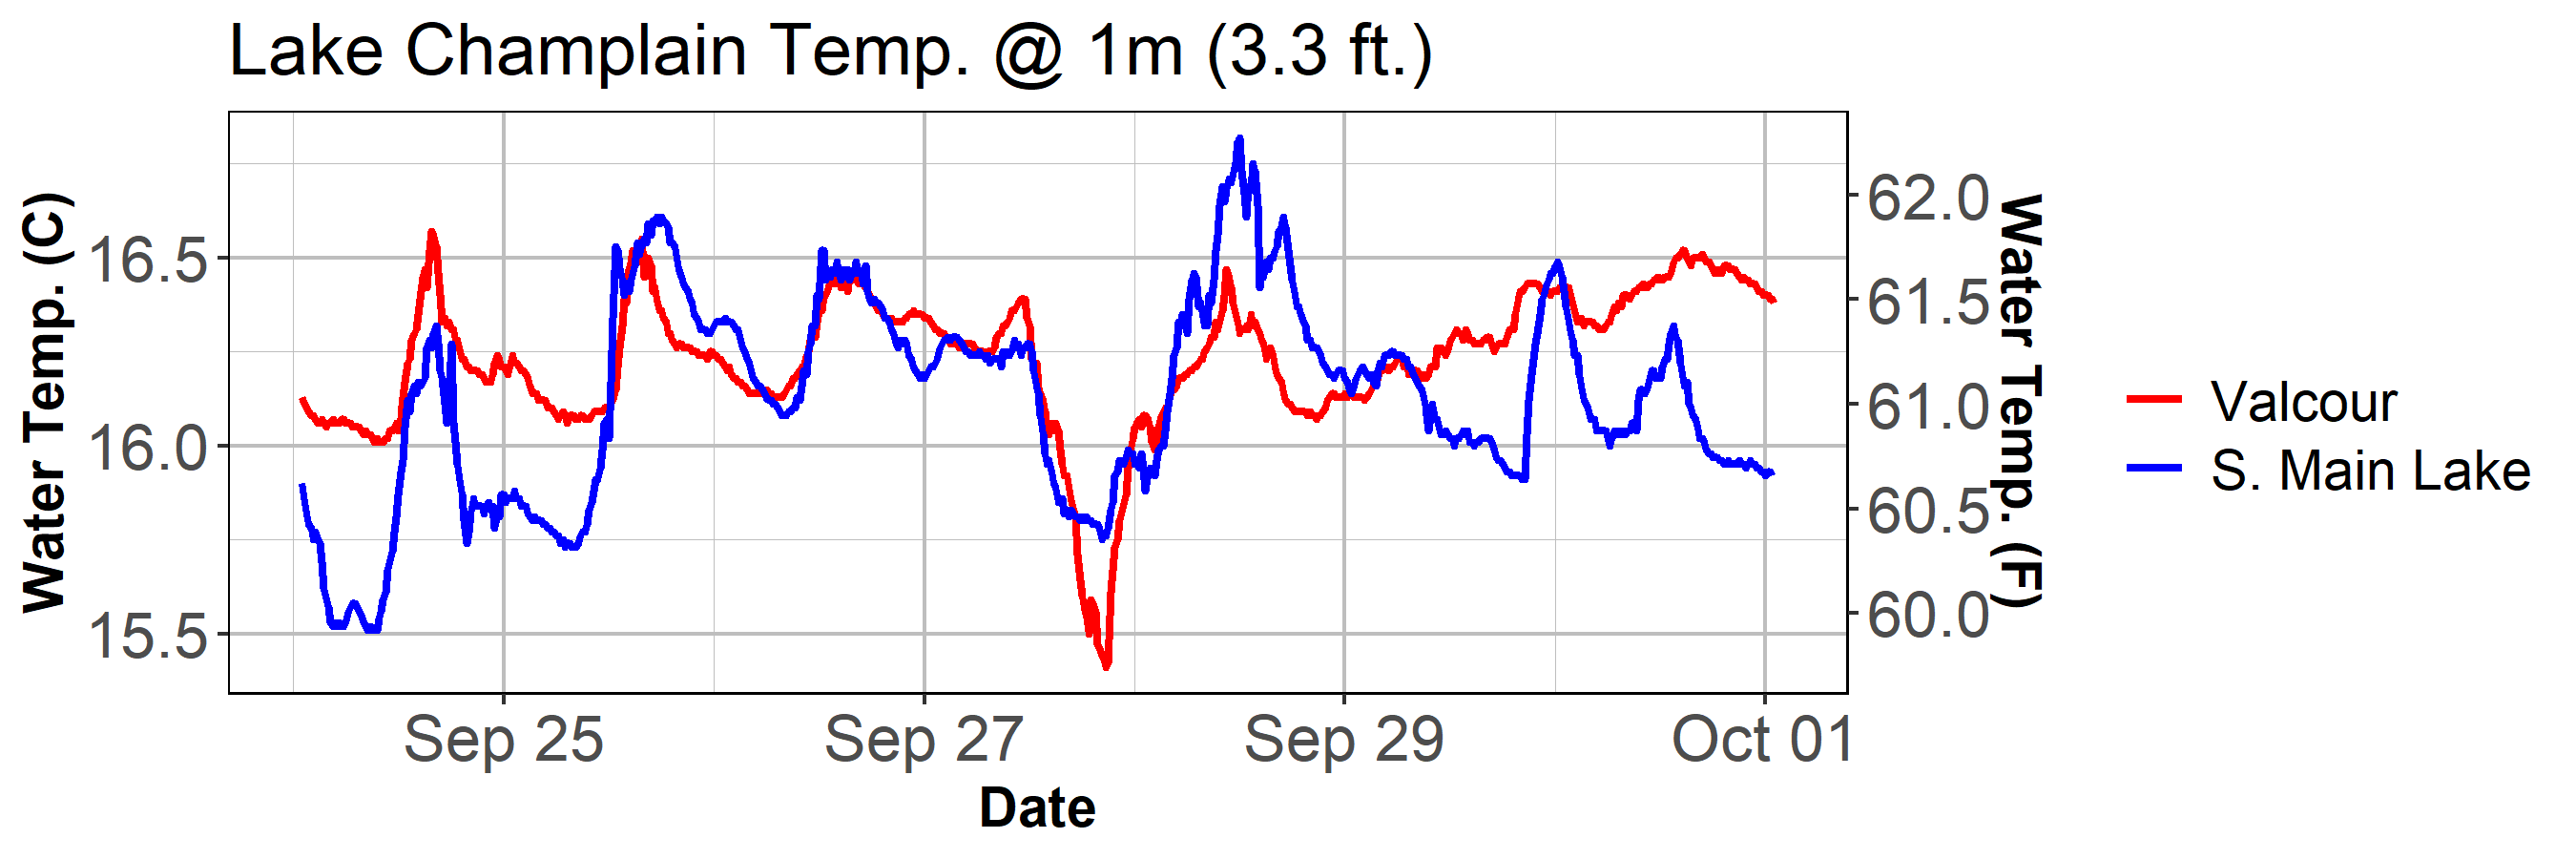 Lake Champlain Temp. @ 1m (3.3 ft.)
Water Temp. (C)
16.5
16.0
15.5
62.0
61.5
61.0
60.5
60.0
Water Temp. (F)
Sep 25
Sep 27
Sep 29
Oct 01
Date
Valcour
S. Main Lake